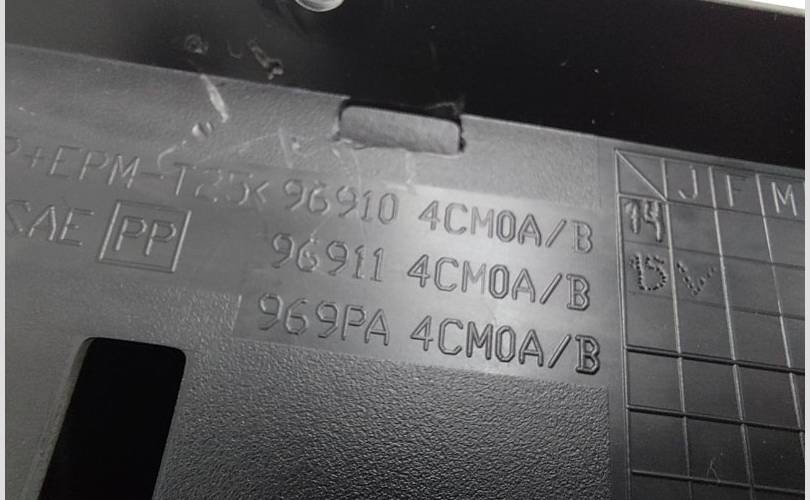 P+EPM-T25< 96910 4CM0A/B
SAE PP 96911 4CM0A/B
969PA 4CM0A/B
J F M
14
15